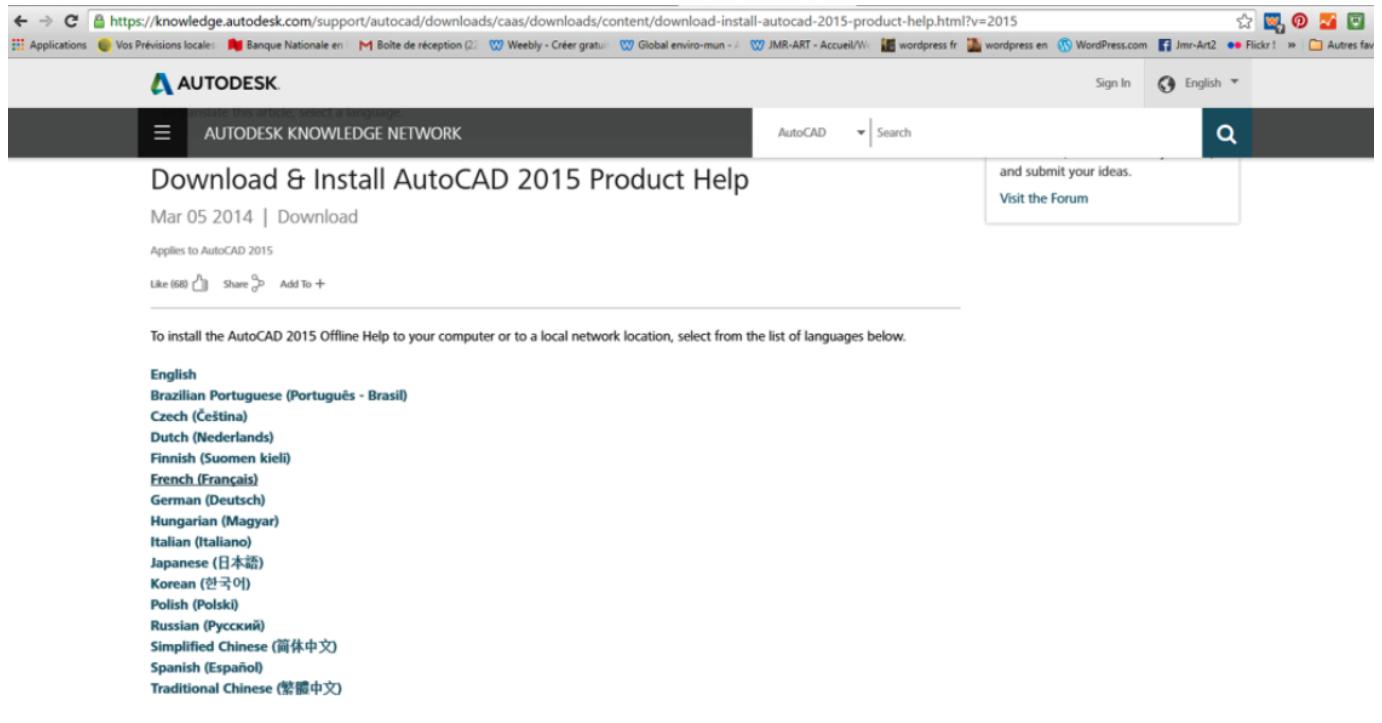 https://knowledge.autodesk.com/support/autocad/downloads/caas/downloads/content/download-install-autocad-2015-product-help.html?v=2015
Applications Vos Prévisions locales Banque Nationale en Boîte de réception (22 Weebly - Créer gratui Global enviro-mun - JMR-ART - Accueil/W wordpress fr wordpress en WordPress.com Jmr-Art2 Flickr ! » Autres fav
AUTODESK. Sign In English
translate this article, select a language.
AUTODESK KNOWLEDGE NETWORK AutoCAD Search
and submit your ideas.
Download & Install AutoCAD 2015 Product Help
Visit the Forum
Mar 05 2014 | Download
Applies to AutoCAD 2015
Like (68) Share Add To +
To install the AutoCAD 2015 Offline Help to your computer or to a local network location, select from the list of languages below.
English
Brazilian Portuguese (Português - Brasil)
Czech (Čeština)
Dutch (Nederlands)
Finnish (Suomen kieli)
French (Français)
German (Deutsch)
Hungarian (Magyar)
Italian (Italiano)
Japanese (日本語)
Korean (한국어)
Polish (Polski)
Russian (Русский)
Simplified Chinese (简体中文)
Spanish (Español)
Traditional Chinese (繁體中文)